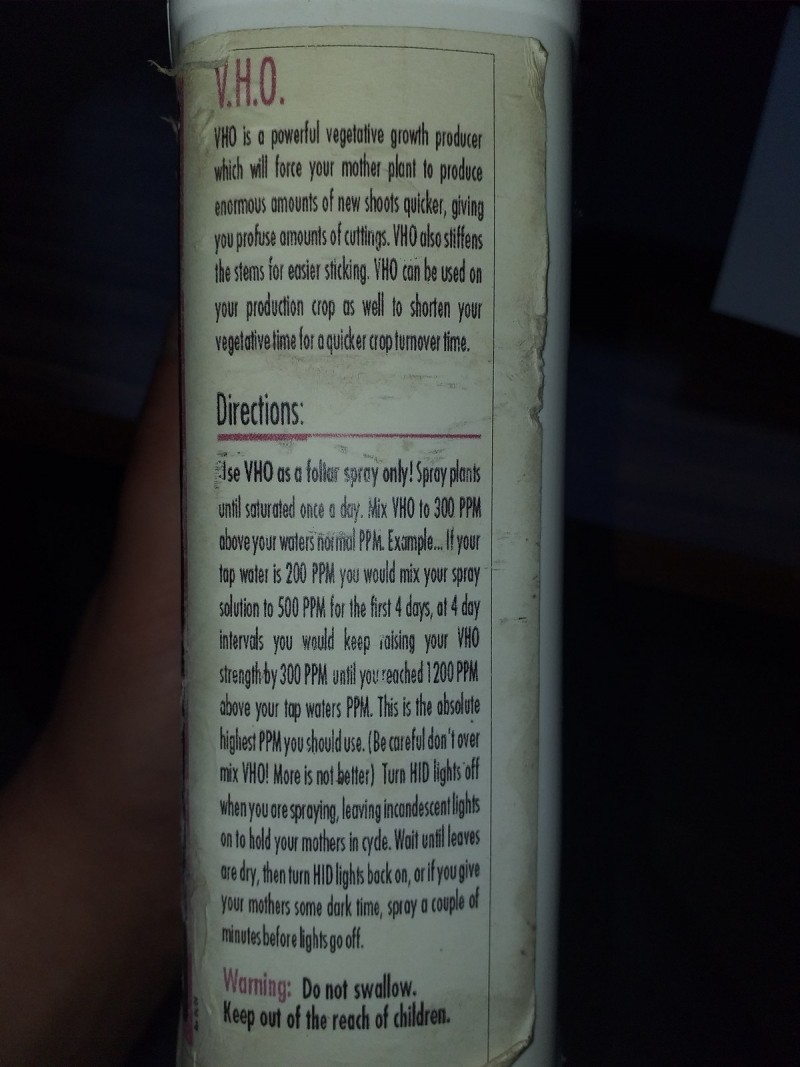 V.H.O.
VHO is a powerful vegetative growth producer
which will force your mother plant to produce
enormous amounts of new shoots quicker, giving
you profuse amounts of cuttings. VHO also stiffens
the stems for easier sticking. VHO can be used on
your production crop as well to shorten your
vegetative time for a quicker crop turnover time.
Directions:
Use VHO as a foliar spray only! Spray plants
until saturated once a day. Mix VHO to 300 PPM
above your waters normal PPM. Example... If your
tap water is 200 PPM you would mix your spray
solution to 500 PPM for the first 4 days, at 4 day
intervals you would keep raising your VHO
strength by 300 PPM until you reached 1200 PPM
above your tap waters PPM. This is the absolute
highest PPM you should use. (Be careful don't over
mix VHO! More is not better) Turn HID lights off
when you are spraying, leaving incandescent lights
on to hold your mothers in cycle. Wait until leaves
are dry, then turn HID lights back on, or if you give
your mothers some dark time, spray a couple of
minutes before lights go off.
Warning: Do not swallow.
Keep out of the reach of children.